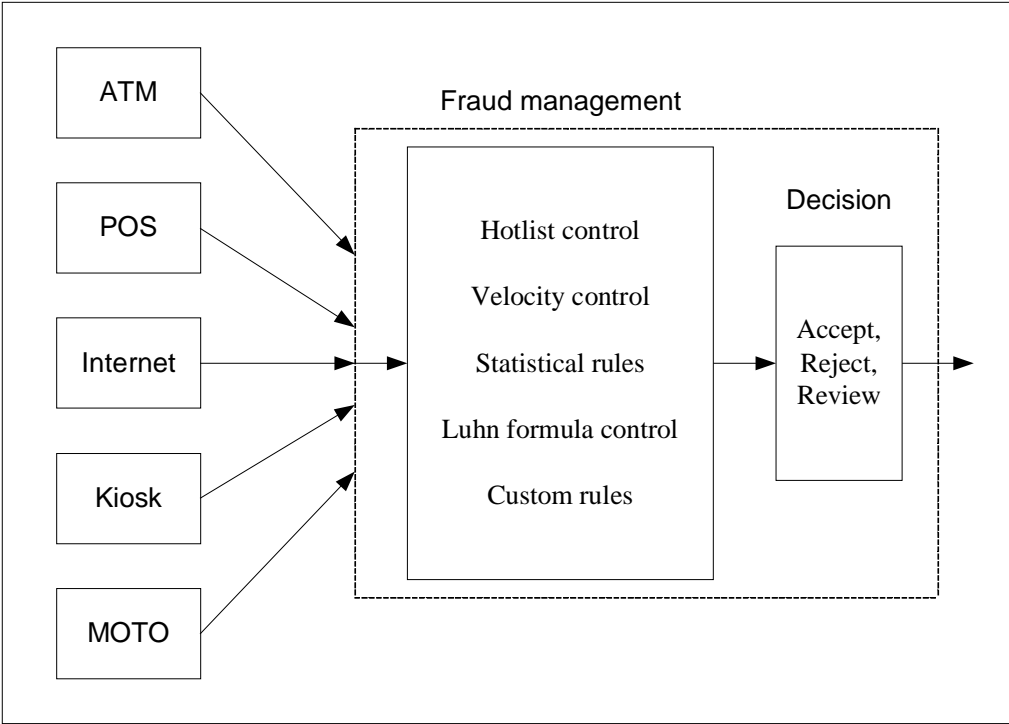 ATM
POS
Internet
Kiosk
MOTO
Fraud management
Hotlist control
Velocity control
Statistical rules
Luhn formula control
Custom rules
Decision
Accept,
Reject,
Review